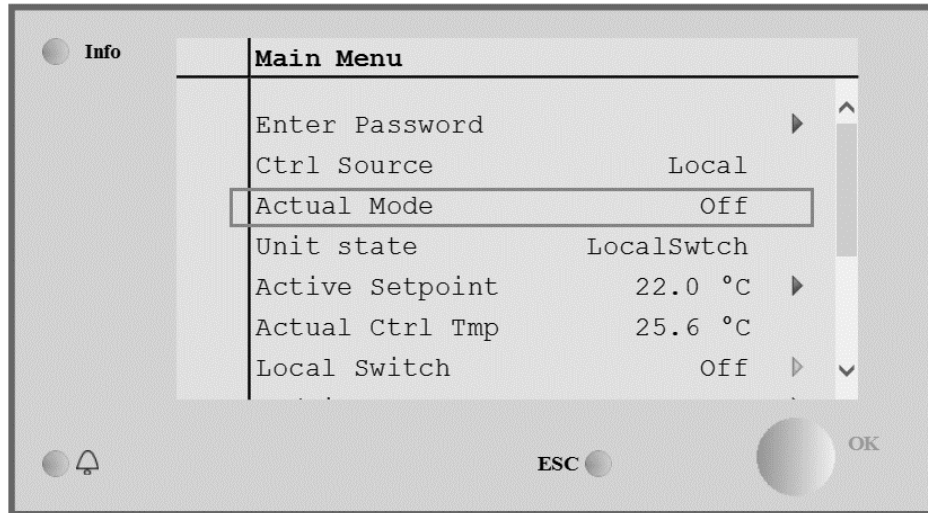 Info
Main Menu
Enter Password
Ctrl Source Local
Actual Mode Off
Unit state LocalSwtch
Active Setpoint 22.0 °C
Actual Ctrl Tmp 25.6 °C
Local Switch Off
ESC
OK